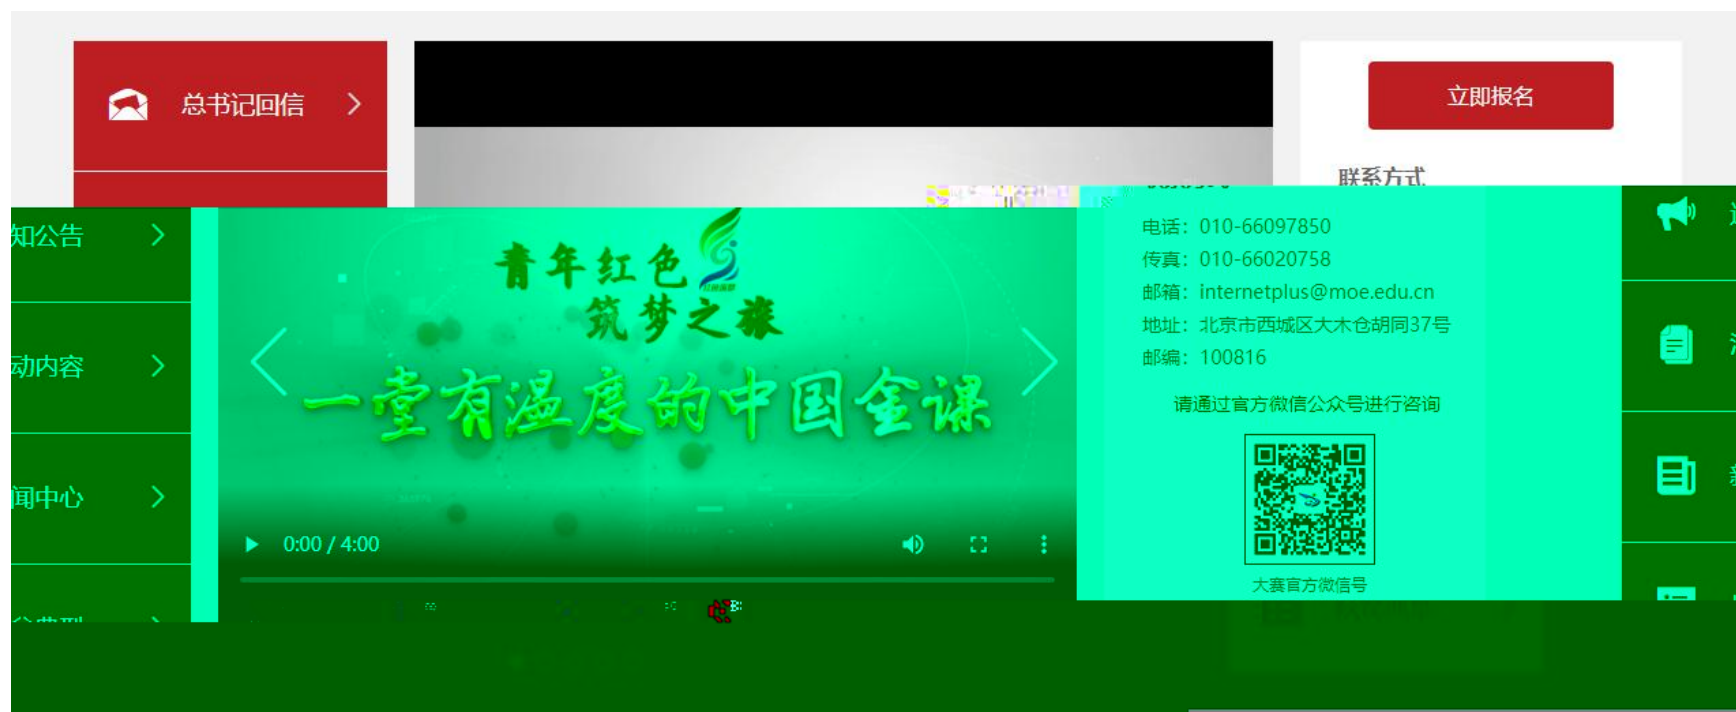 总书记回信
立即报名
联系方式
知公告
动内容
闻中心
青年红色
筑梦之旅
一堂有温度的中国金课
0:00 / 4:00
电话：010-66097850
传真：010-66020758
邮箱：internetplus@moe.edu.cn
地址：北京市西城区大木仓胡同37号
邮编：100816
请通过官方微信公众号进行咨询
大赛官方微信号